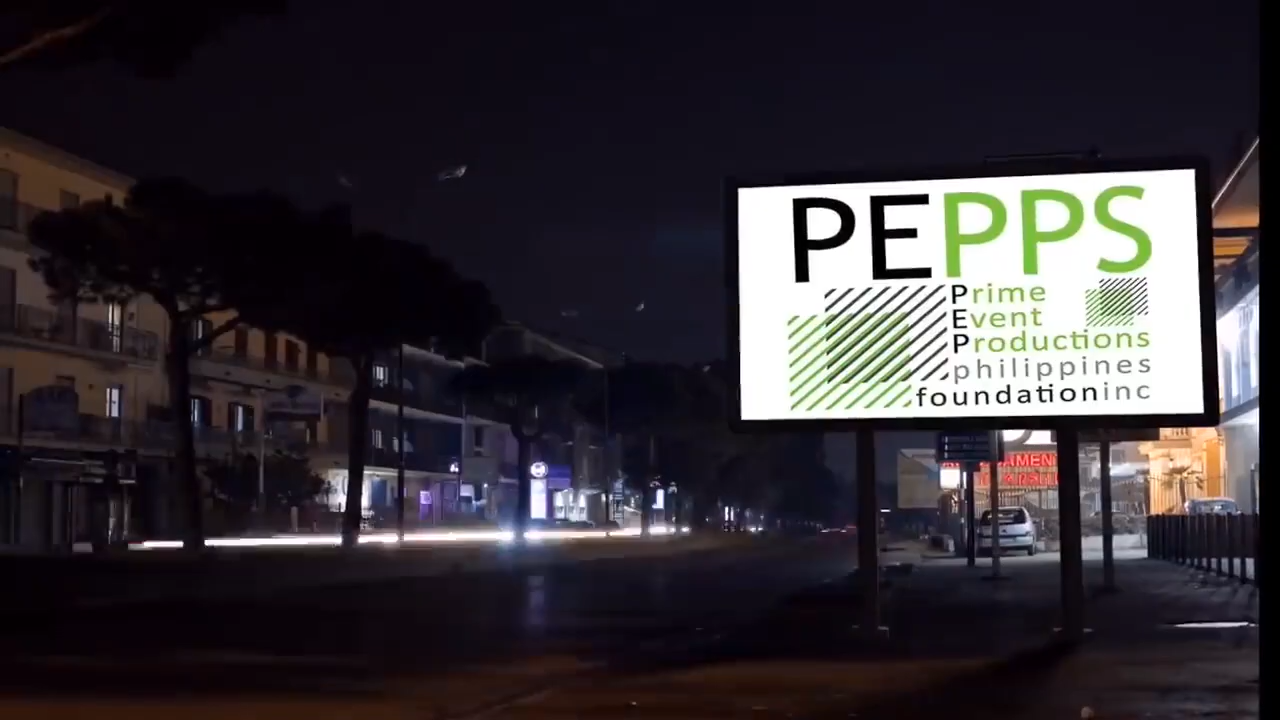 PEPPS
Prime
Event
Productions
philippines
foundationinc